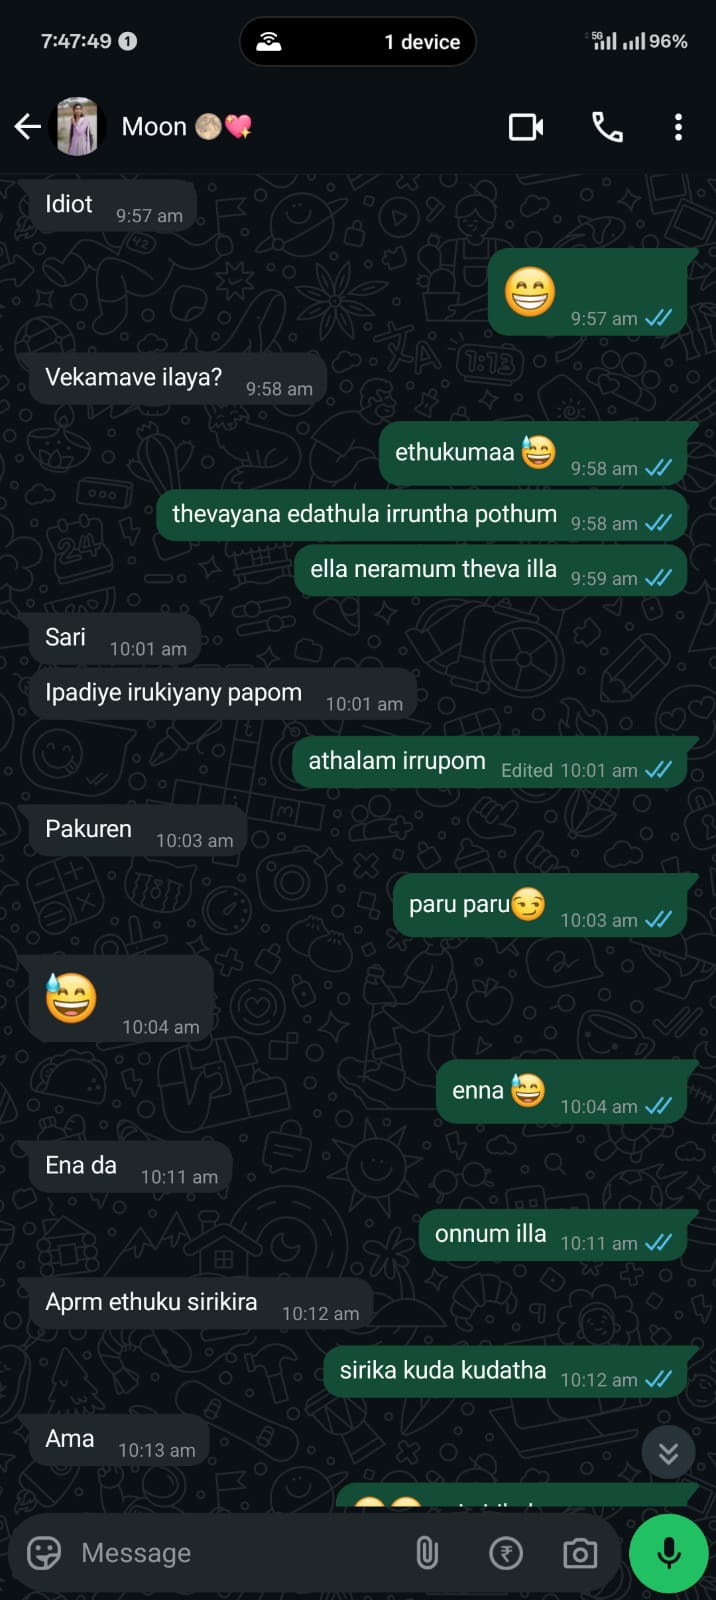 7:47:49 1
1 device
5G 96%
Moon 🌕💖
Idiot 9:57 am
😁 9:57 am
Vekamave ilaya? 9:58 am
ethukumaa 😅 9:58 am
thevayana edathula irruntha pothum 9:58 am
ella neramum theva illa 9:59 am
Sari 10:01 am
Ipadiye irukiyany papom 10:01 am
athalam irrupom Edited 10:01 am
Pakuren 10:03 am
paru paru😏 10:03 am
😅 10:04 am
enna 😅 10:04 am
Ena da 10:11 am
onnum illa 10:11 am
Aprm ethuku sirikira 10:12 am
sirika kuda kudatha 10:12 am
Ama 10:13 am
Message